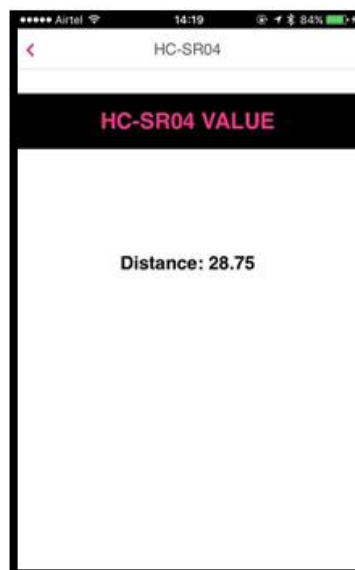 Airtel 14:19 84%
HC-SR04
HC-SR04 VALUE
Distance: 28.75